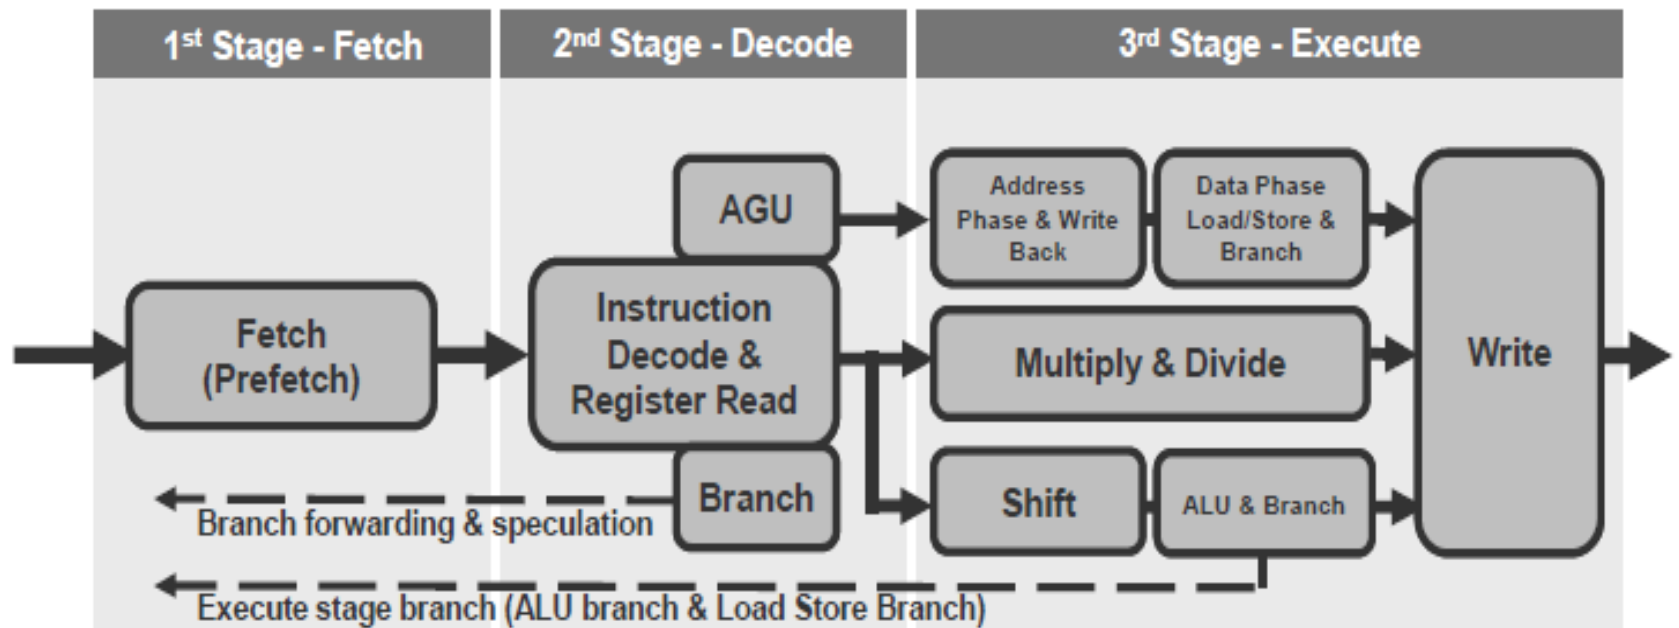 1st Stage - Fetch
2nd Stage - Decode
3rd Stage - Execute
Fetch
(Prefetch)
AGU
Instruction
Decode &
Register Read
Branch
Address
Phase & Write
Back
Data Phase
Load/Store &
Branch
Multiply & Divide
Shift
ALU & Branch
Write
Branch forwarding & speculation
Execute stage branch (ALU branch & Load Store Branch)